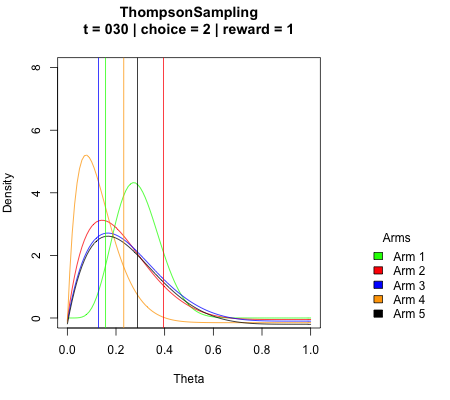 ThompsonSampling
t = 030 | choice = 2 | reward = 1
Density
8
6
4
2
0
0.0 0.2 0.4 0.6 0.8 1.0
Theta
Arms
Arm 1
Arm 2
Arm 3
Arm 4
Arm 5